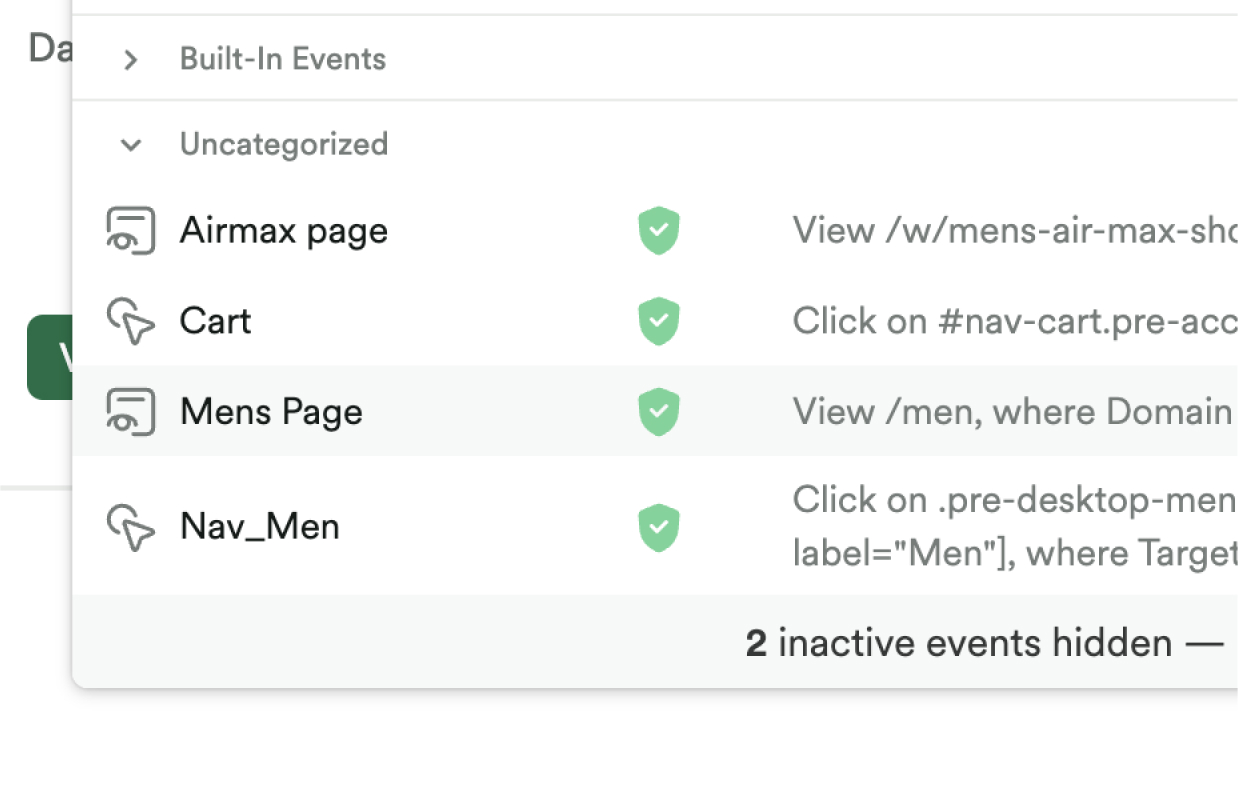 Built-In Events
Uncategorized
Airmax page
View /w/mens-air-max-sho
Cart
Click on #nav-cart.pre-acc
Mens Page
View /men, where Domain
Nav_Men
Click on .pre-desktop-men
label="Men"], where Target
2 inactive events hidden —